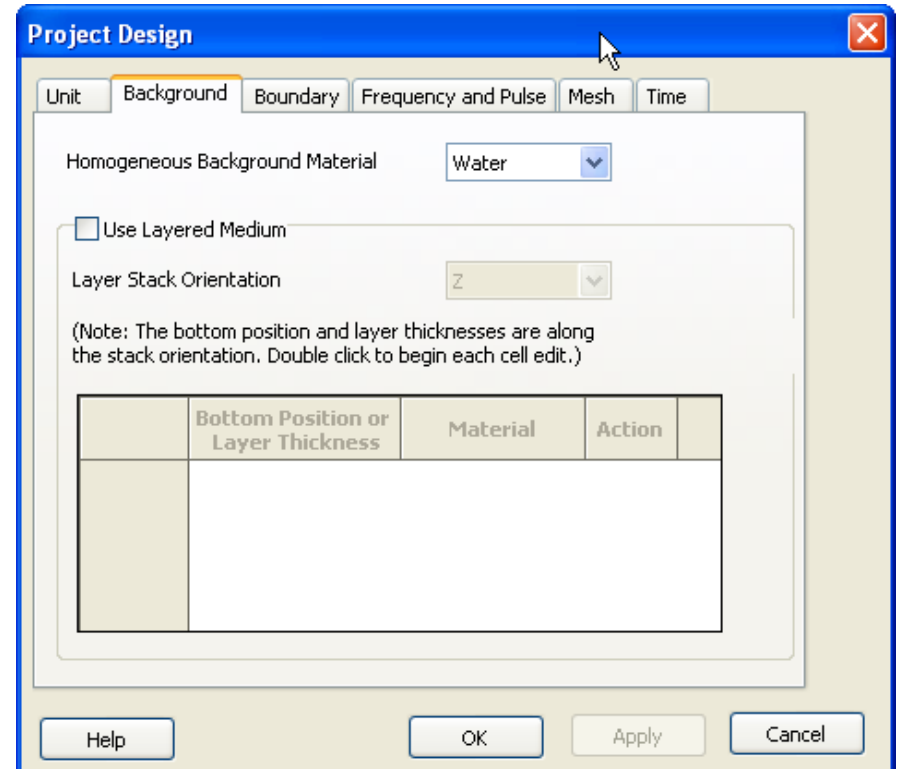 Project Design
Unit Background Boundary Frequency and Pulse Mesh Time
Homogeneous Background Material Water
Use Layered Medium
Layer Stack Orientation Z
(Note: The bottom position and layer thicknesses are along
the stack orientation. Double click to begin each cell edit.)
Bottom Position or
Layer Thickness Material Action
Help OK Apply Cancel